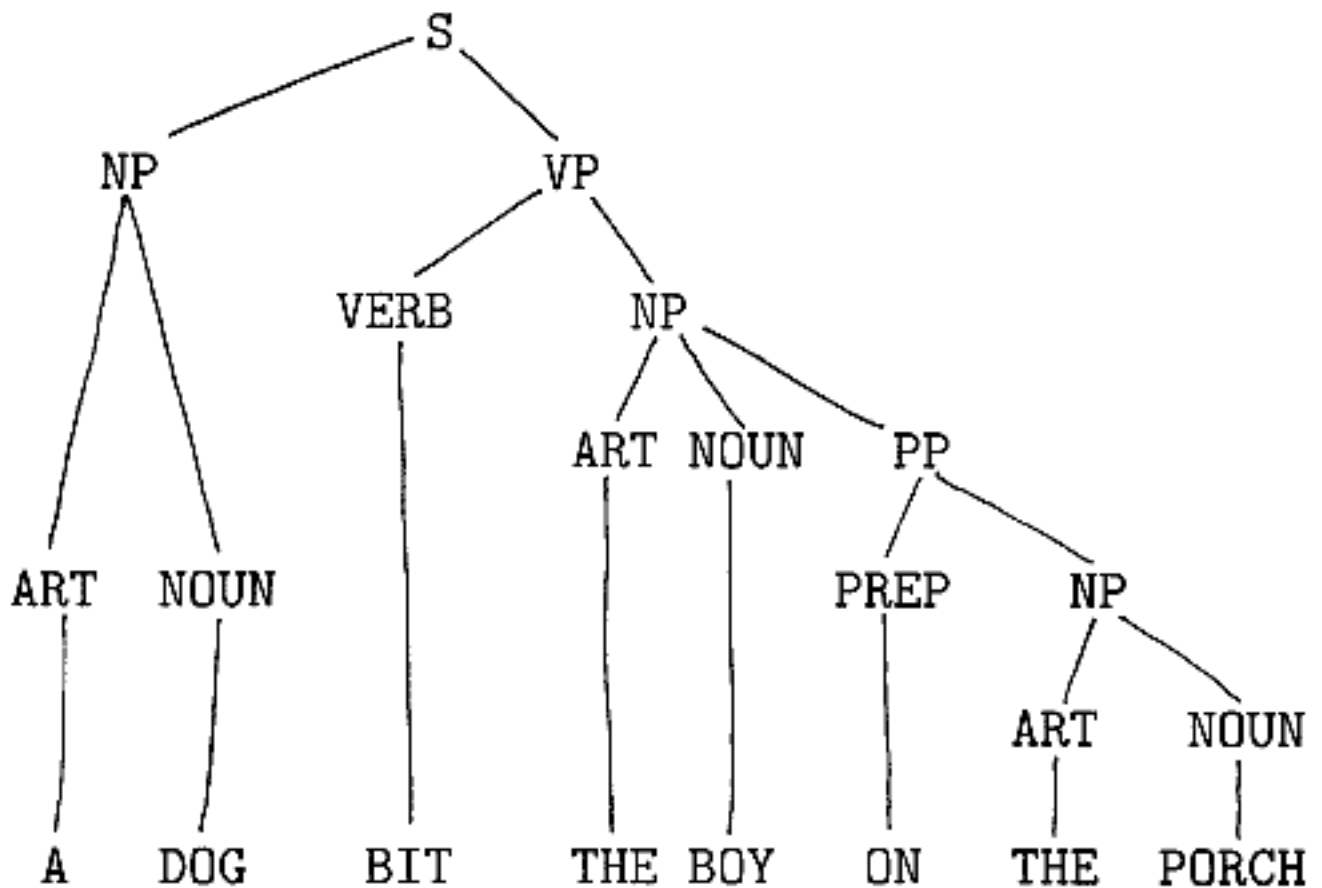 S
NP VP
VERB NP
ART NOUN PP
ART NOUN PREP NP
ART NOUN
A DOG BIT THE BOY ON THE PORCH